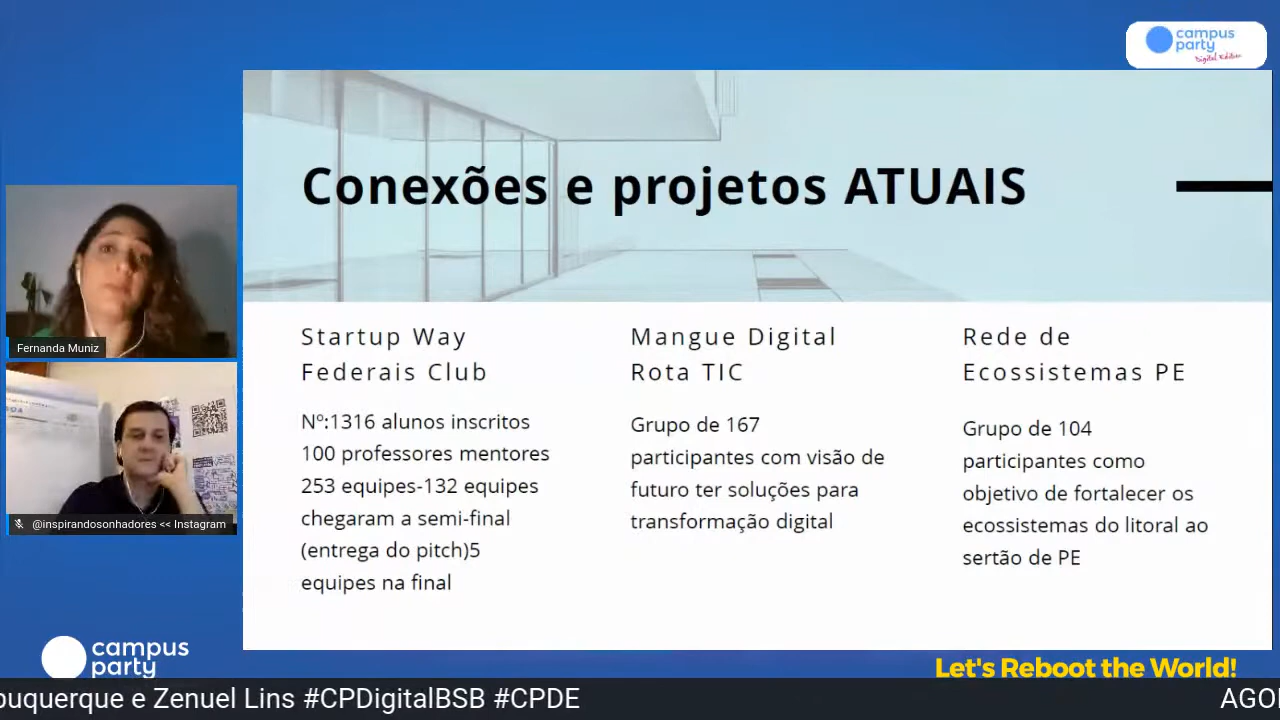 campus
party
Digital Edition
Conexões e projetos ATUAIS
Startup Way
Federais Club
Nº:1316 alunos inscritos
100 professores mentores
253 equipes-132 equipes
chegaram a semi-final
(entrega do pitch)5
equipes na final
Mangue Digital
Rota TIC
Grupo de 167
participantes com visão de
futuro ter soluções para
transformação digital
Rede de
Ecossistemas PE
Grupo de 104
participantes como
objetivo de fortalecer os
ecossistemas do litoral ao
sertão de PE
Fernanda Muniz
@inspirandosonhadores << Instagram
campus
party
Let's Reboot the World!
buquerque e Zenuel Lins #CPDigitalBSB #CPDE